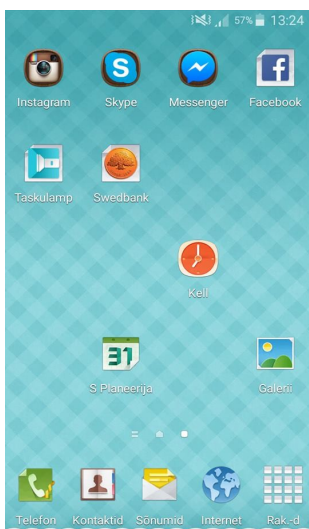 57% 13:24
Instagram Skype Messenger Facebook
Taskulamp Swedbank
Kell
31
S Planeerija Galerii
Telefon Kontaktid Sõnumid Internet Rak.-d